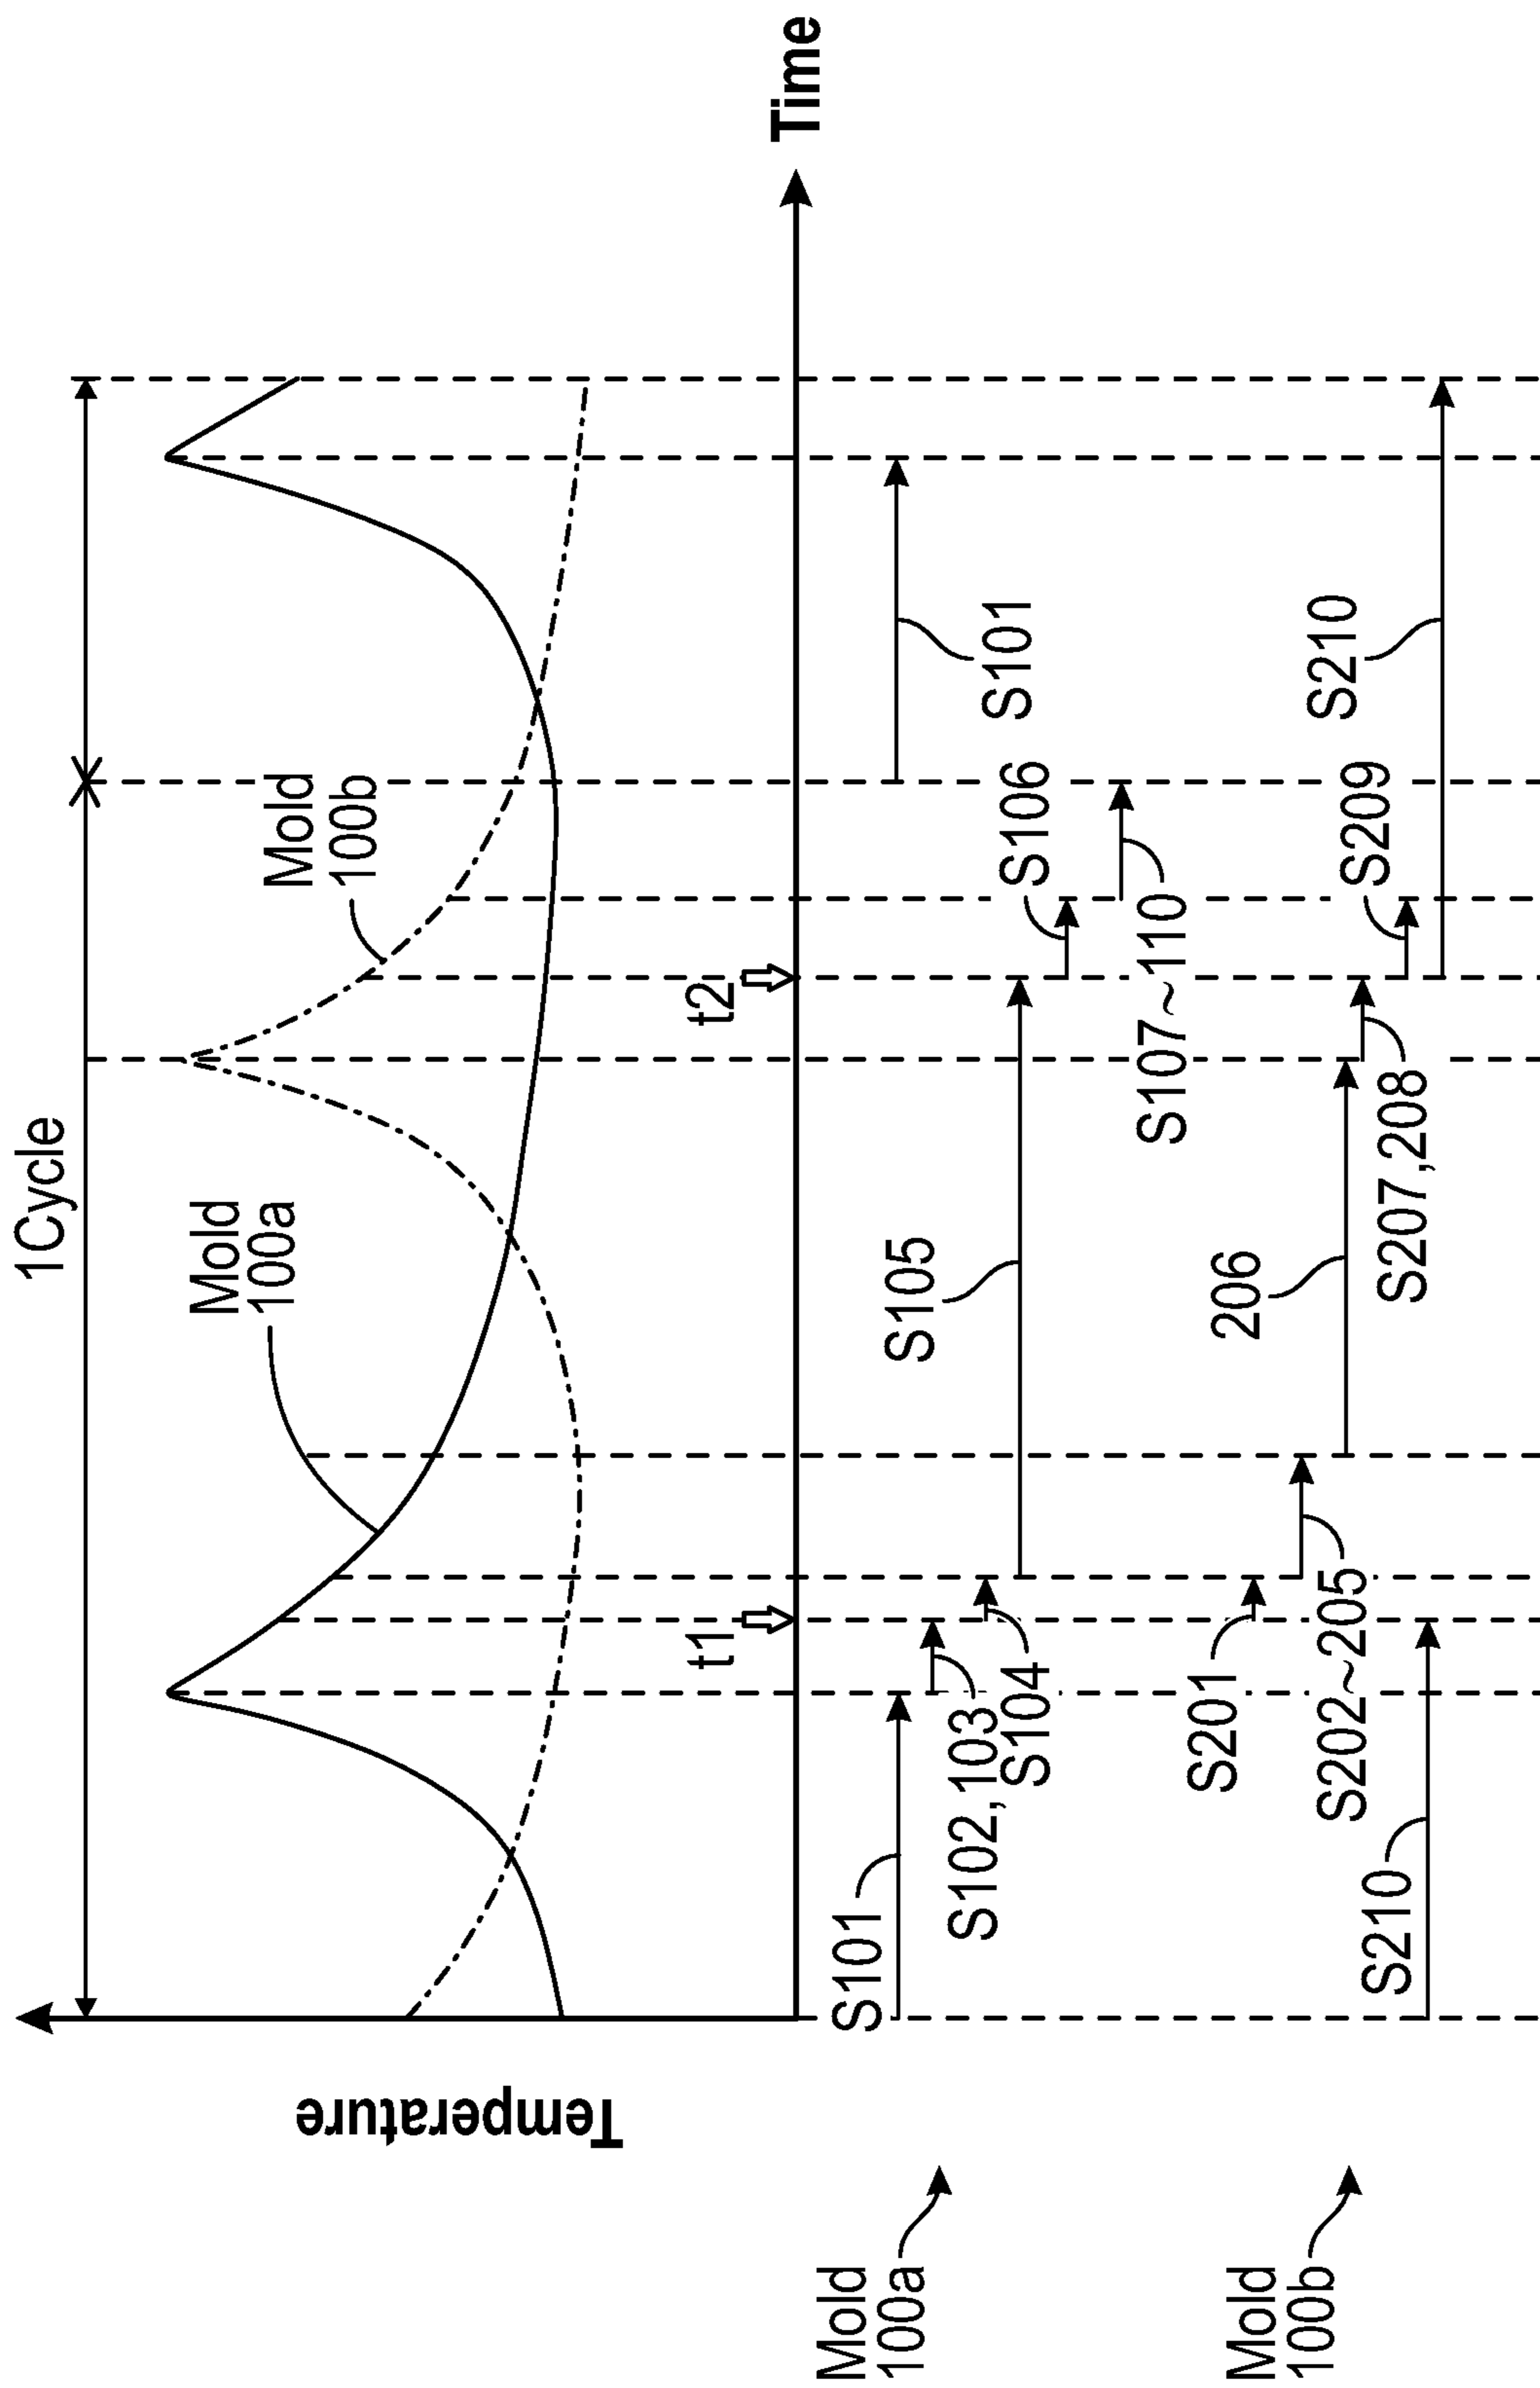 1Cycle
Mold
100a
Mold
100b
Temperature
t1
t2
Time
Mold
100a
S101
S102,103
S104
S105
S106
S107~110
S101
Mold
100b
S201
S202~205
S210
206
S207,208
S209
S210